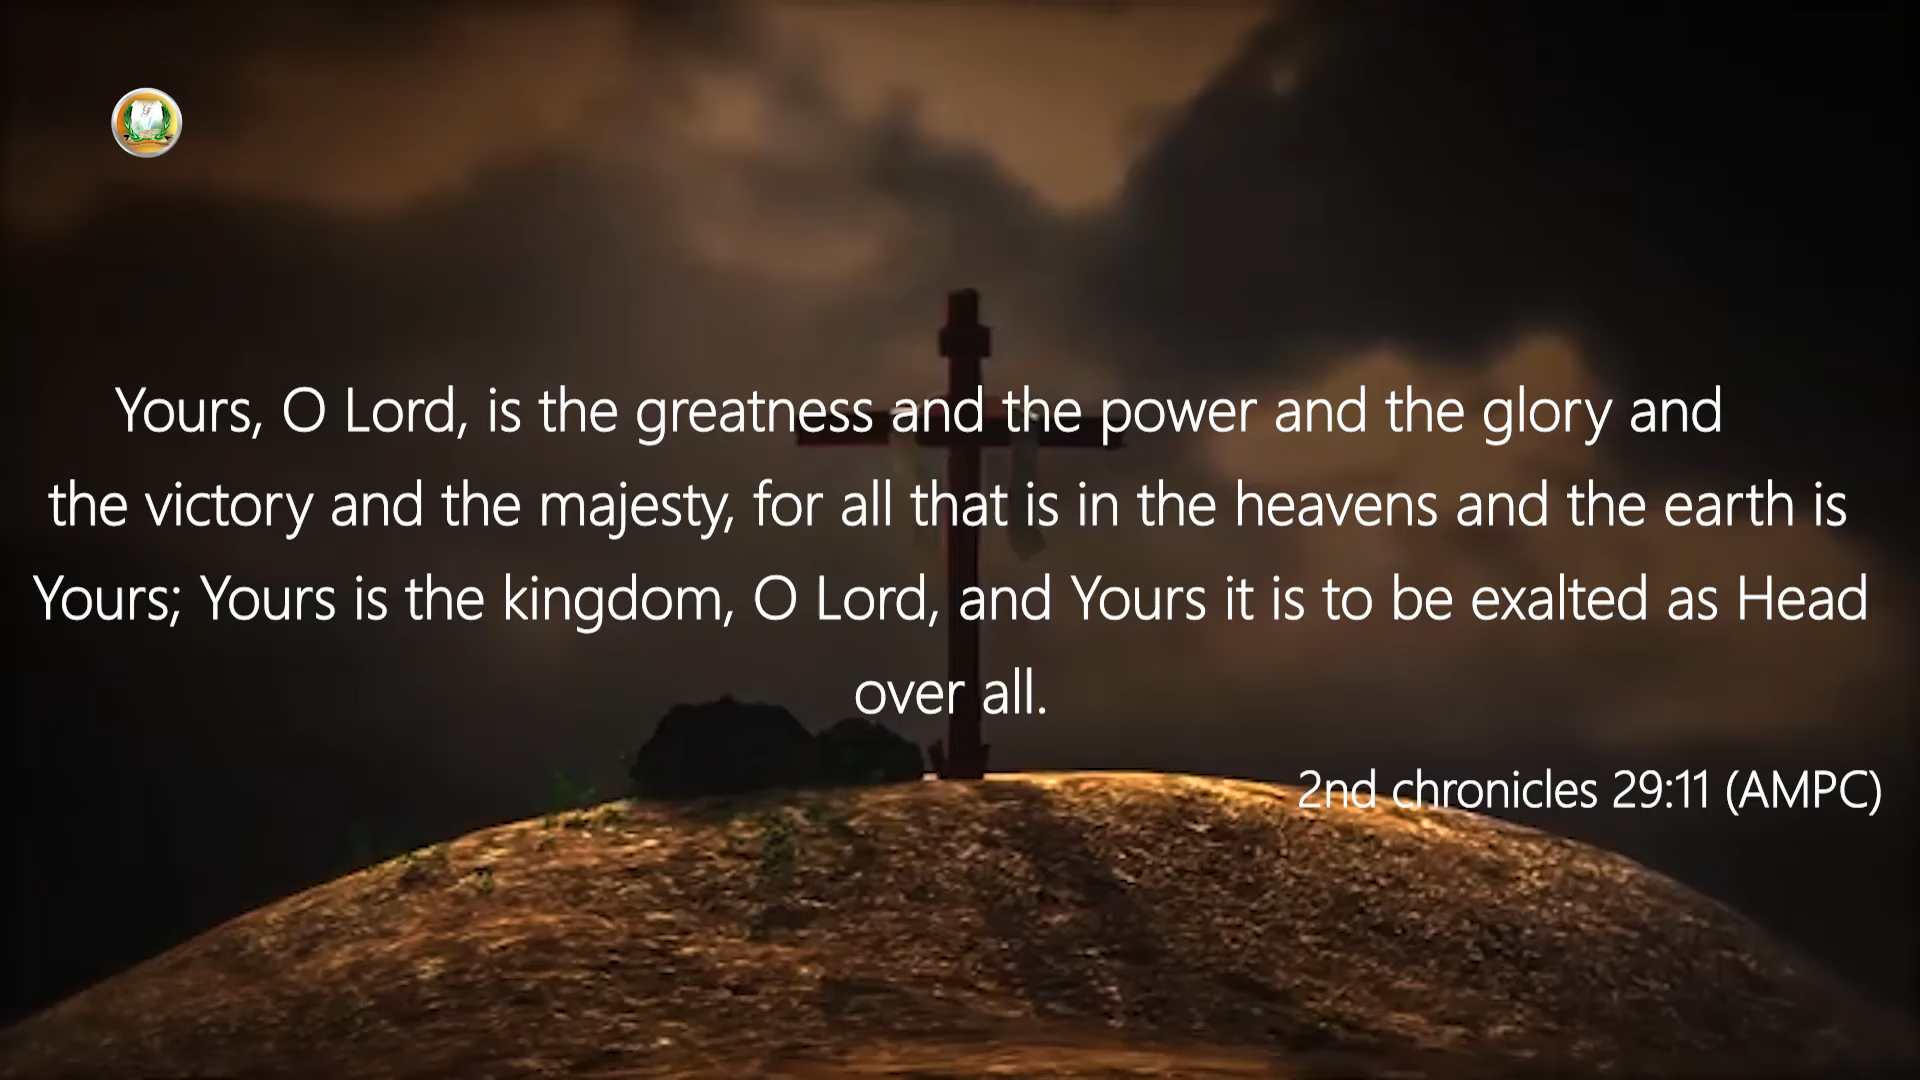 Yours, O Lord, is the greatness and the power and the glory and
the victory and the majesty, for all that is in the heavens and the earth is
Yours; Yours is the kingdom, O Lord, and Yours it is to be exalted as Head
over all.
2nd chronicles 29:11 (AMPC)